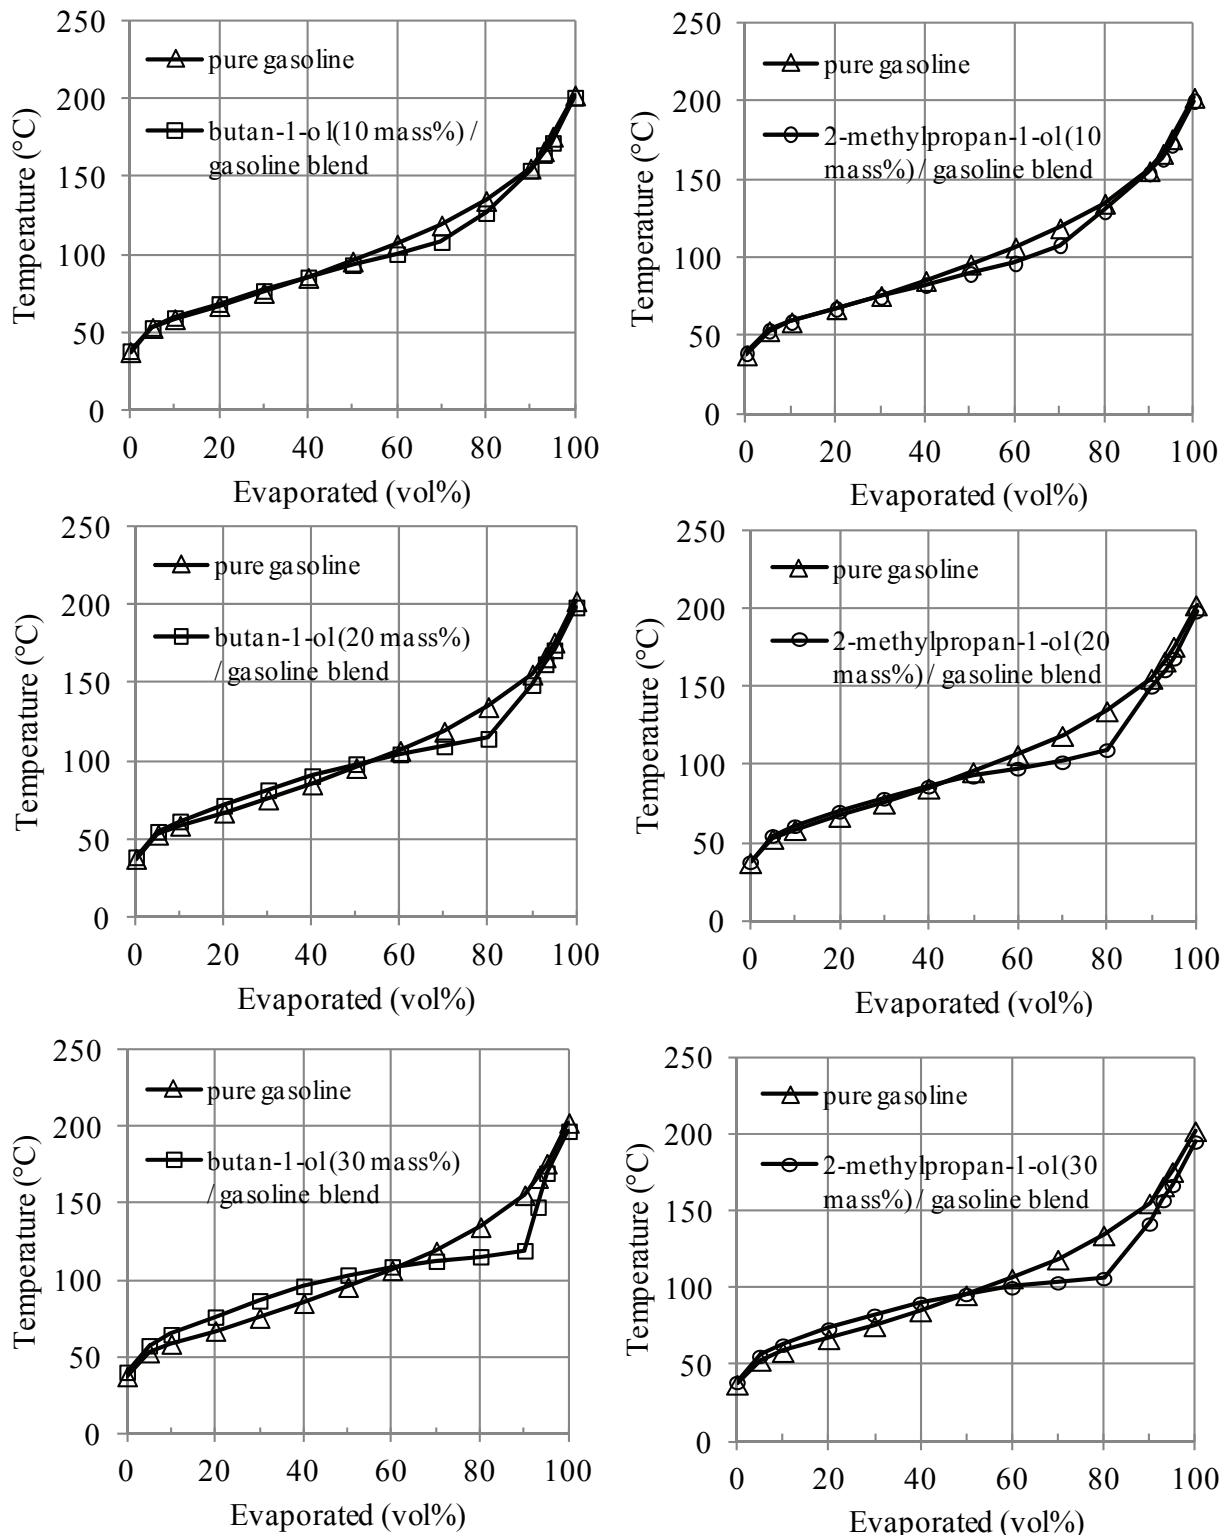 250
200
150
100
50
0
Temperature (°C)
pure gasoline
butan-1-ol(10 mass%) /
gasoline blend
0 20 40 60 80 100
Evaporated (vol%)
250
200
150
100
50
0
Temperature (°C)
pure gasoline
2-methylpropan-1-ol(10
mass%) / gasoline blend
0 20 40 60 80 100
Evaporated (vol%)
250
200
150
100
50
0
Temperature (°C)
pure gasoline
butan-1-ol(20 mass%)
/ gasoline blend
0 20 40 60 80 100
Evaporated (vol%)
250
200
150
100
50
0
Temperature (°C)
pure gasoline
2-methylpropan-1-ol(20
mass%) / gasoline blend
0 20 40 60 80 100
Evaporated (vol%)
250
200
150
100
50
0
Temperature (°C)
pure gasoline
butan-1-ol(30 mass%)
/ gasoline blend
0 20 40 60 80 100
Evaporated (vol%)
250
200
150
100
50
0
Temperature (°C)
pure gasoline
2-methylpropan-1-ol(30
mass%) / gasoline blend
0 20 40 60 80 100
Evaporated (vol%)